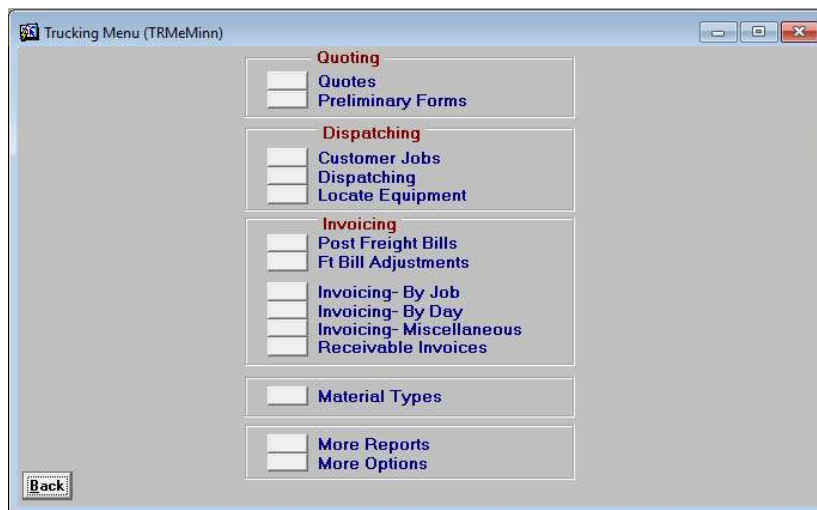 Trucking Menu (TRMeMinn)
Quoting
Quotes
Preliminary Forms
Dispatching
Customer Jobs
Dispatching
Locate Equipment
Invoicing
Post Freight Bills
Ft Bill Adjustments
Invoicing- By Job
Invoicing- By Day
Invoicing- Miscellaneous
Receivable Invoices
Material Types
More Reports
More Options
Back